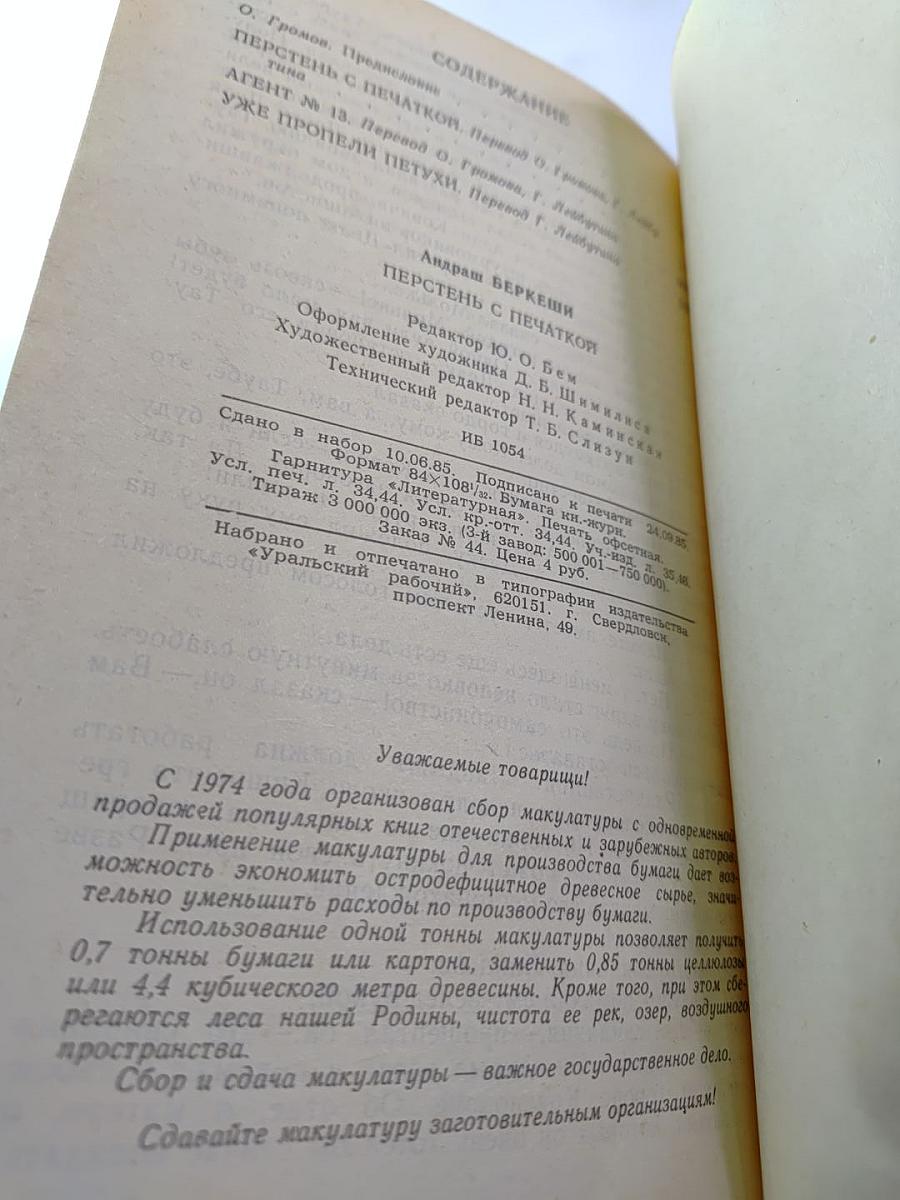 СОДЕРЖАНИЕ
О. Громов. Предисловие
ПЕРСТЕНЬ С ПЕЧАТКОЙ. Перевод О. Громова, Г. Лейбу
тина
АГЕНТ № 13. Перевод О. Громова, Г. Лейбутина
УЖЕ ПРОПЕЛИ ПЕТУХИ. Перевод Г. Лейбутина
Андраш БЕРКЕШИ
ПЕРСТЕНЬ С ПЕЧАТКОЙ
Редактор Ю. О. Бем
Оформление художника Д. Б. Шимилиса
Художественный редактор Н. Н. Каминская
Технический редактор Т. Б. Слизун
ИБ 1054
Сдано в набор 10.06.85. Подписано к печати 24.09.85.
Формат 84×108¹/₃₂. Бумага кн.-журн.
Гарнитура «Литературная». Печать офсетная.
Усл. печ. л. 34,44. Усл. кр.-отт. 34,44. Уч.-изд. л. 35,48.
Тираж 3 000 000 экз. (3-й завод: 500 001—750 000).
Заказ № 44. Цена 4 руб.
Набрано и отпечатано в типографии издательства
«Уральский рабочий», 620151. г. Свердловск,
проспект Ленина, 49.
Уважаемые товарищи!
С 1974 года организован сбор макулатуры с одновременной
продажей популярных книг отечественных и зарубежных авторов.
Применение макулатуры для производства бумаги дает воз-
можность экономить остродефицитное древесное сырье, значи-
тельно уменьшить расходы по производству бумаги.
Использование одной тонны макулатуры позволяет получить
0,7 тонны бумаги или картона, заменить 0,85 тонны целлюлозы
или 4,4 кубического метра древесины. Кроме того, при этом сбе-
регаются леса нашей Родины, чистота ее рек, озер, воздушного
пространства.
Сбор и сдача макулатуры — важное государственное дело.
Сдавайте макулатуру заготовительным организациям!